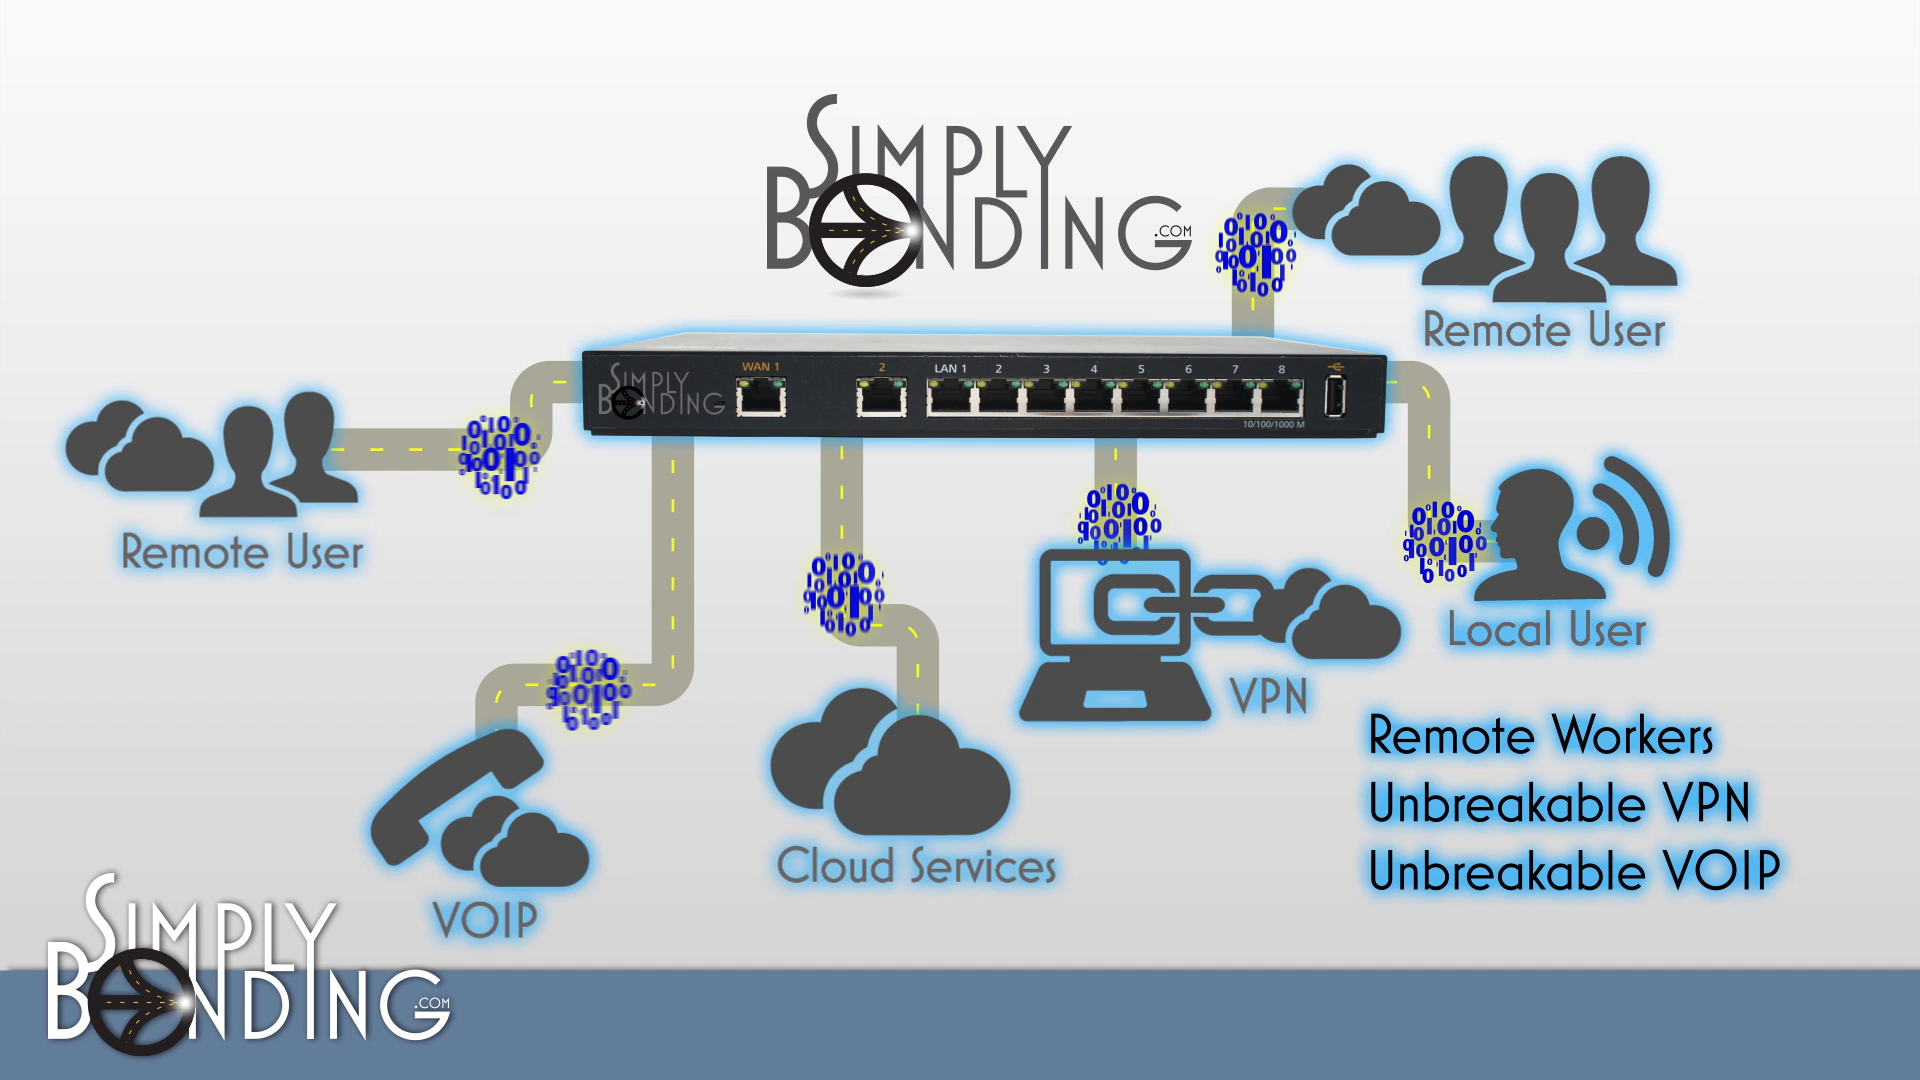 SIMPLY
BONDING
.COM
Remote User
SIMPLY
BONDING
WAN 1
2
LAN 1 2 3 4 5 6 7 8
10/100/1000 M
Remote User
Local User
VPN
Remote Workers
Unbreakable VPN
Unbreakable VOIP
Cloud Services
VOIP
SIMPLY
BONDING
.COM